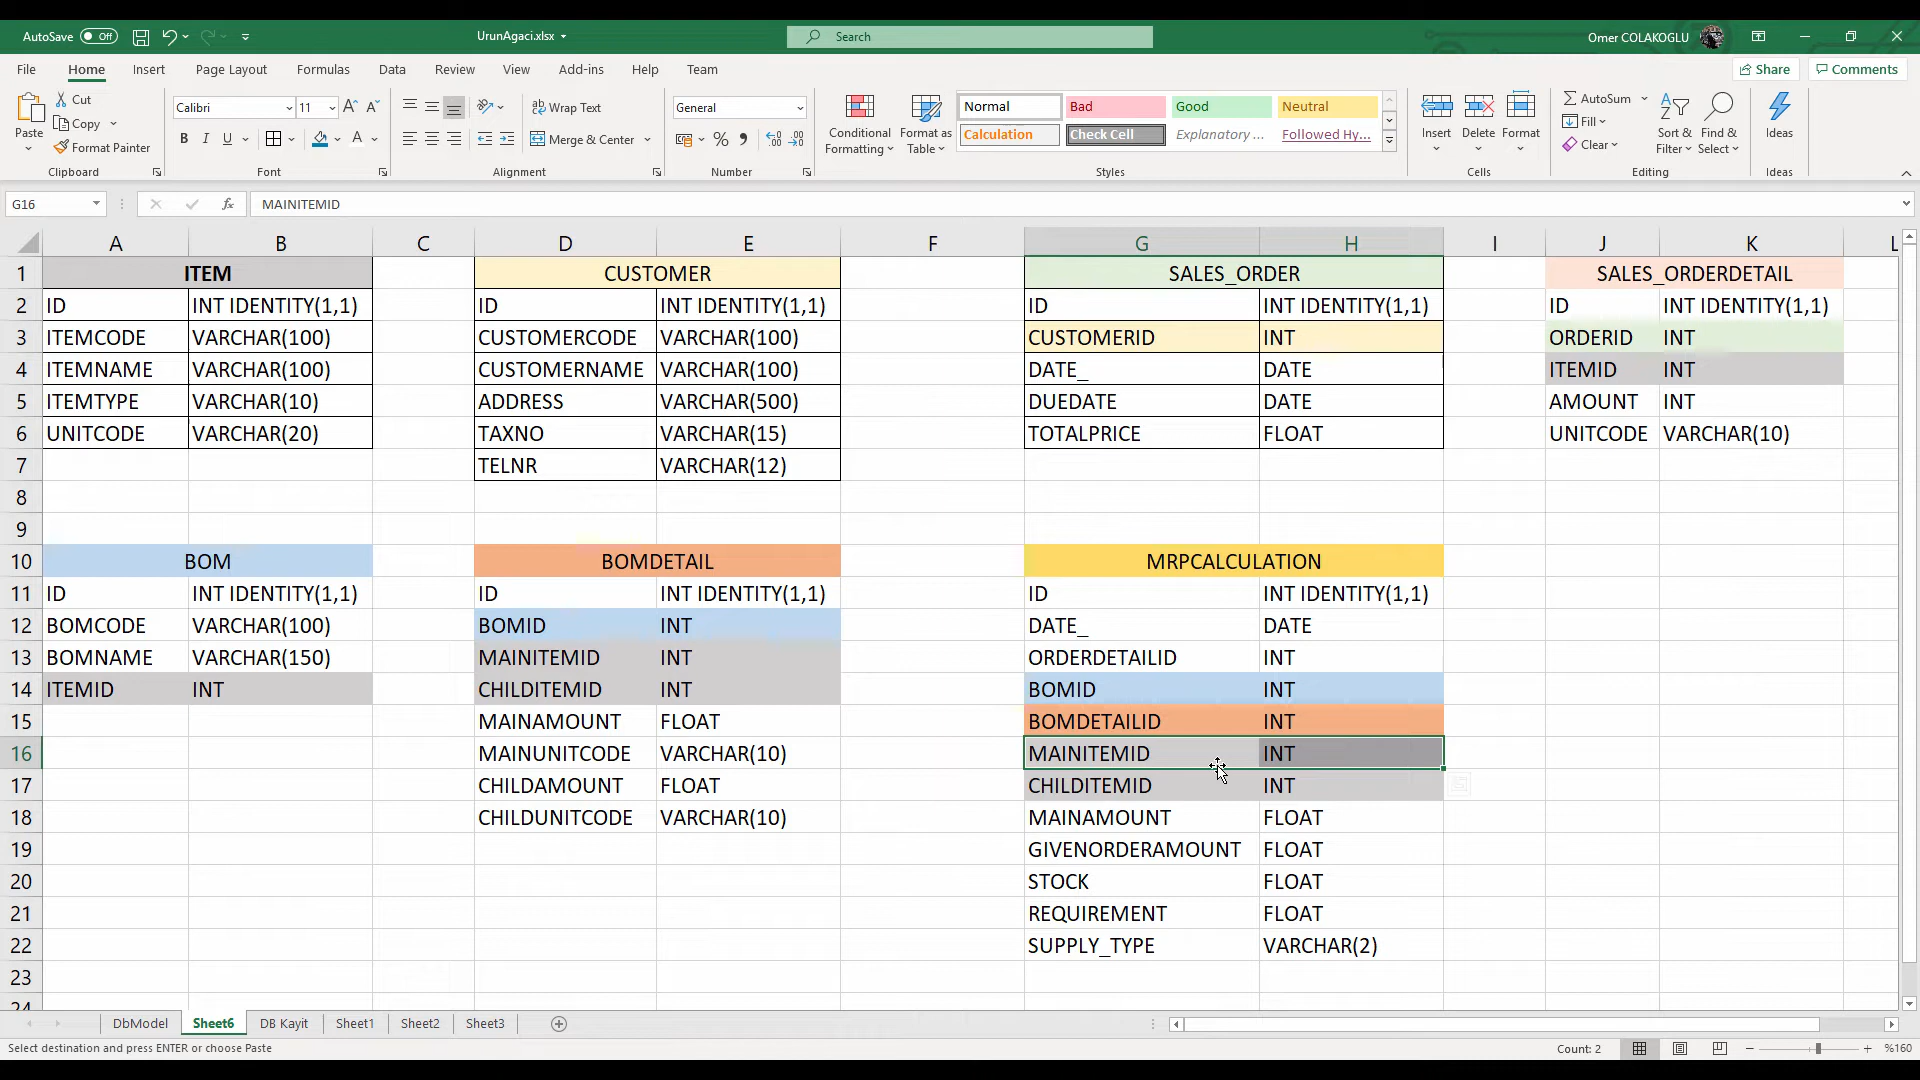 AutoSave Off UrunAgaci.xlsx Search Omer COLAKOGLU
File Home Insert Page Layout Formulas Data Review View Add-ins Help Team Share Comments
Paste Cut Copy Format Painter Clipboard
Calibri 11 A A B I U A Font
ab Wrap Text Merge & Center Alignment
General % , Number
Conditional Formatting Format as Table
Normal Bad Good Neutral
Calculation Check Cell Explanatory ... Followed Hy...
Styles
Insert Delete Format Cells
AutoSum Fill Clear Sort & Filter Find & Select Editing
Ideas Ideas
G16 fx MAINITEMID
A B C D E F G H I J K L
1 ITEM CUSTOMER SALES_ORDER SALES_ORDERDETAIL
2 ID INT IDENTITY(1,1) ID INT IDENTITY(1,1) ID INT IDENTITY(1,1) ID INT IDENTITY(1,1)
3 ITEMCODE VARCHAR(100) CUSTOMERCODE VARCHAR(100) CUSTOMERID INT ORDERID INT
4 ITEMNAME VARCHAR(100) CUSTOMERNAME VARCHAR(100) DATE_ DATE ITEMID INT
5 ITEMTYPE VARCHAR(10) ADDRESS VARCHAR(500) DUEDATE DATE AMOUNT INT
6 UNITCODE VARCHAR(20) TAXNO VARCHAR(15) TOTALPRICE FLOAT UNITCODE VARCHAR(10)
7 TELNR VARCHAR(12)
8
9
10 BOM BOMDETAIL MRPCALCULATION
11 ID INT IDENTITY(1,1) ID INT IDENTITY(1,1) ID INT IDENTITY(1,1)
12 BOMCODE VARCHAR(100) BOMID INT DATE_ DATE
13 BOMNAME VARCHAR(150) MAINITEMID INT ORDERDETAILID INT
14 ITEMID INT CHILDITEMID INT BOMID INT
15 MAINAMOUNT FLOAT BOMDETAILID INT
16 MAINUNITCODE VARCHAR(10) MAINITEMID INT
17 CHILDAMOUNT FLOAT CHILDITEMID INT
18 CHILDUNITCODE VARCHAR(10) MAINAMOUNT FLOAT
19 GIVENORDERAMOUNT FLOAT
20 STOCK FLOAT
21 REQUIREMENT FLOAT
22 SUPPLY_TYPE VARCHAR(2)
23
24
DbModel Sheet6 DB Kayit Sheet1 Sheet2 Sheet3
Select destination and press ENTER or choose Paste Count: 2 %160